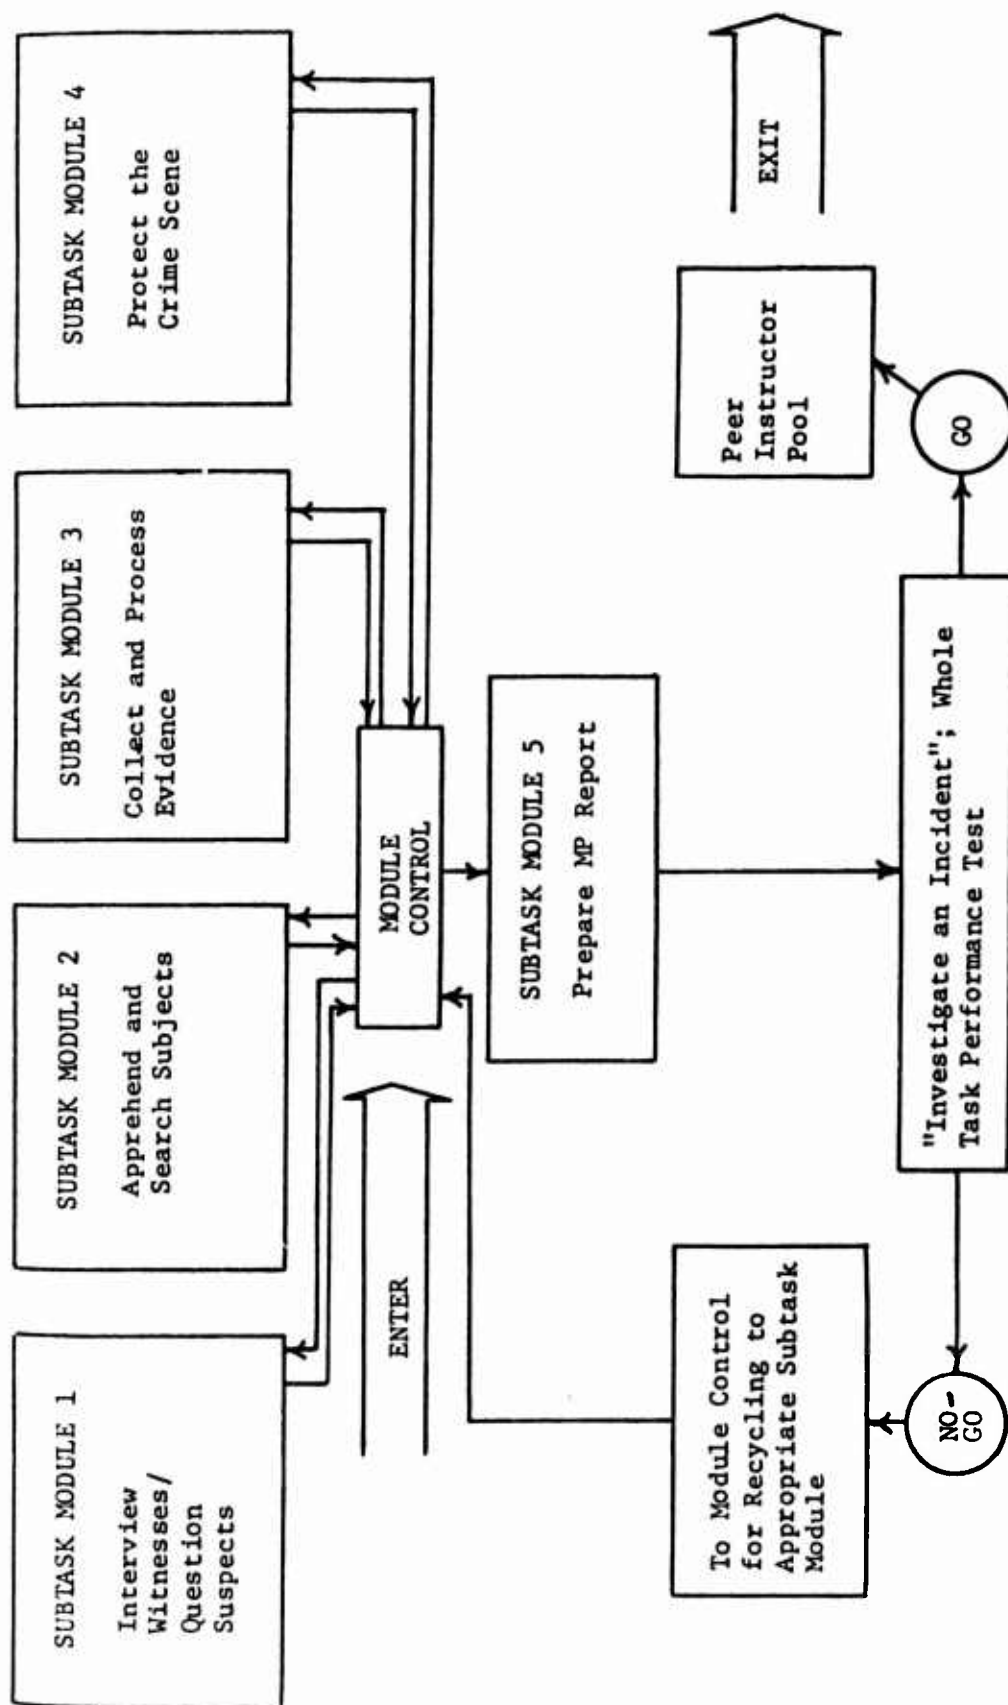 SUBTASK MODULE 1
Interview
Witnesses/
Question
Suspects
SUBTASK MODULE 2
Apprehend and
Search Subjects
SUBTASK MODULE 3
Collect and Process
Evidence
SUBTASK MODULE 4
Protect the
Crime Scene
ENTER
MODULE
CONTROL
SUBTASK MODULE 5
Prepare MP Report
To Module Control
for Recycling to
Appropriate Subtask
Module
Peer
Instructor
Pool
EXIT
NO-
GO
"Investigate an Incident"; Whole
Task Performance Test
GO